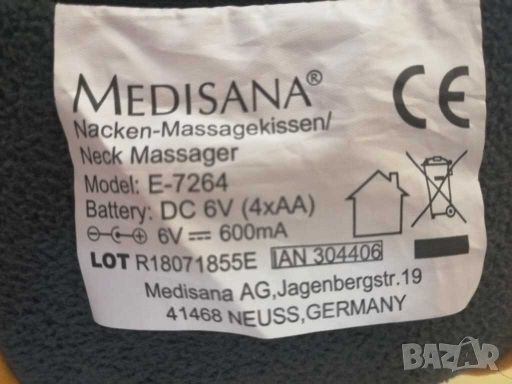 MEDISANA®
CE
Nacken-Massagekissen/
Neck Massager
Model: E-7264
Battery: DC 6V (4xAA)
6V 600mA
LOT R18071855E IAN 304406
Medisana AG,Jagenbergstr.19
41468 NEUSS,GERMANY
BAZAR